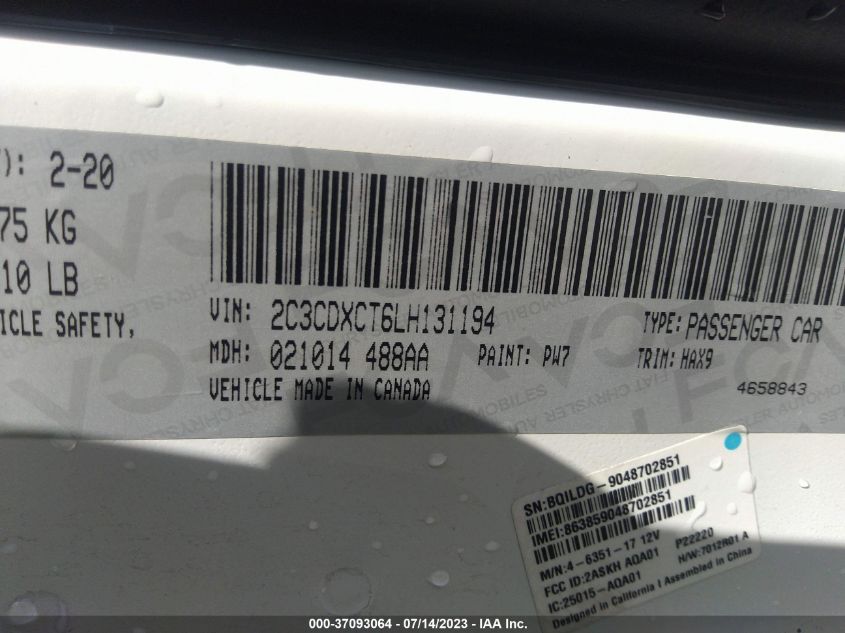 ): 2-20
75 KG
10 LB
ICLE SAFETY,
VIN: 2C3CDXCT6LH131194 TYPE: PASSENGER CAR
MDH: 021014 488AA PAINT: PW7 TRIM: HAX9
VEHICLE MADE IN CANADA 4658843
SN:BQILDG-9048702851
IMEI:863859048702851
M/N:4-6351-17 12V P22220
FCC ID:2ASKH AQA01 H/W:7012R01 A
IC:25015-AQA01
Designed in California I Assembled in China
000-37093064 - 07/14/2023 - IAA Inc.